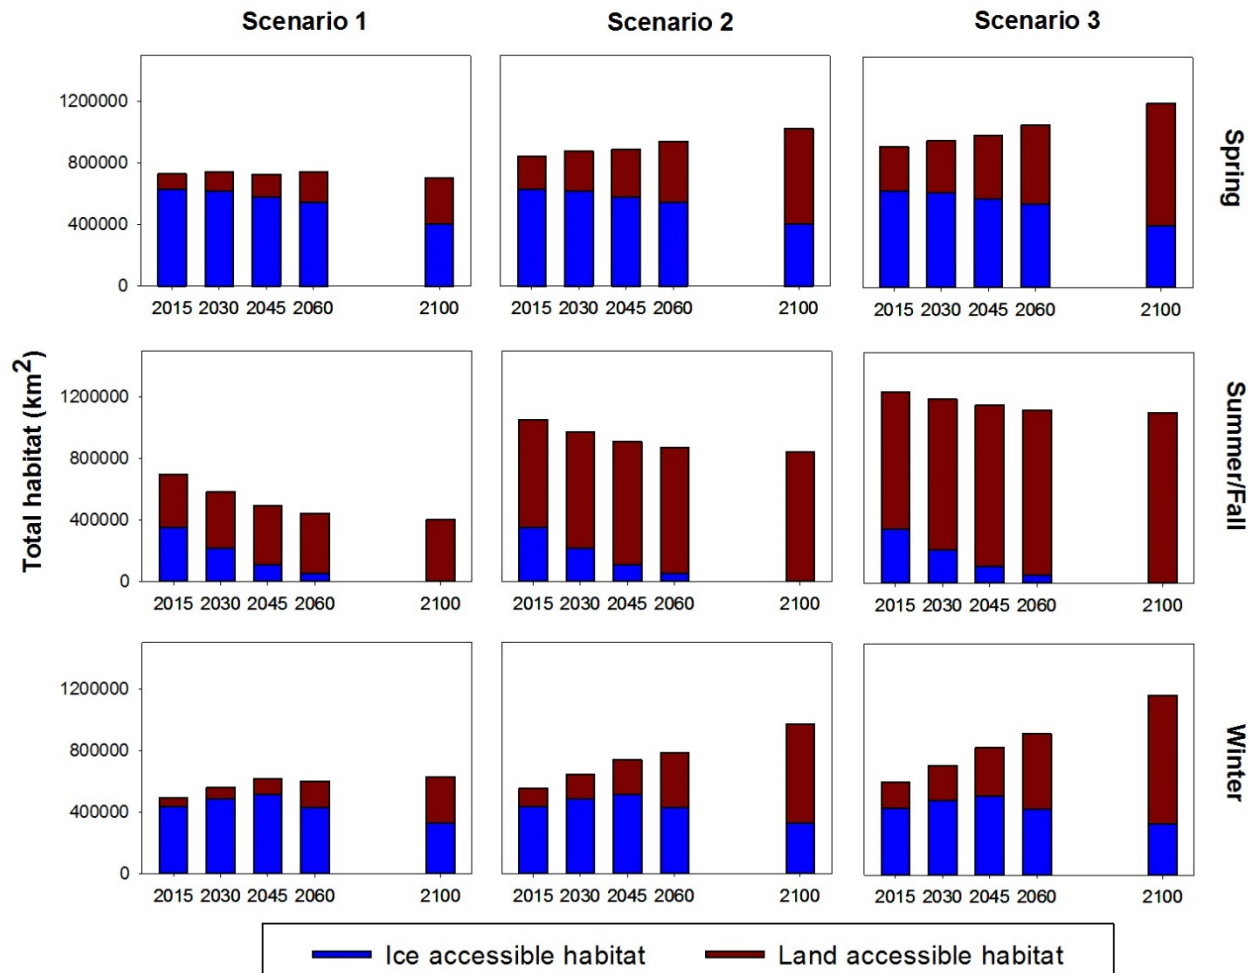 Scenario 1
Scenario 2
Scenario 3
Total habitat (km²)
1200000
800000
400000
0
2015 2030 2045 2060 2100
2015 2030 2045 2060 2100
2015 2030 2045 2060 2100
Spring
1200000
800000
400000
0
2015 2030 2045 2060 2100
2015 2030 2045 2060 2100
2015 2030 2045 2060 2100
Summer/Fall
1200000
800000
400000
0
2015 2030 2045 2060 2100
2015 2030 2045 2060 2100
2015 2030 2045 2060 2100
Winter
Ice accessible habitat
Land accessible habitat